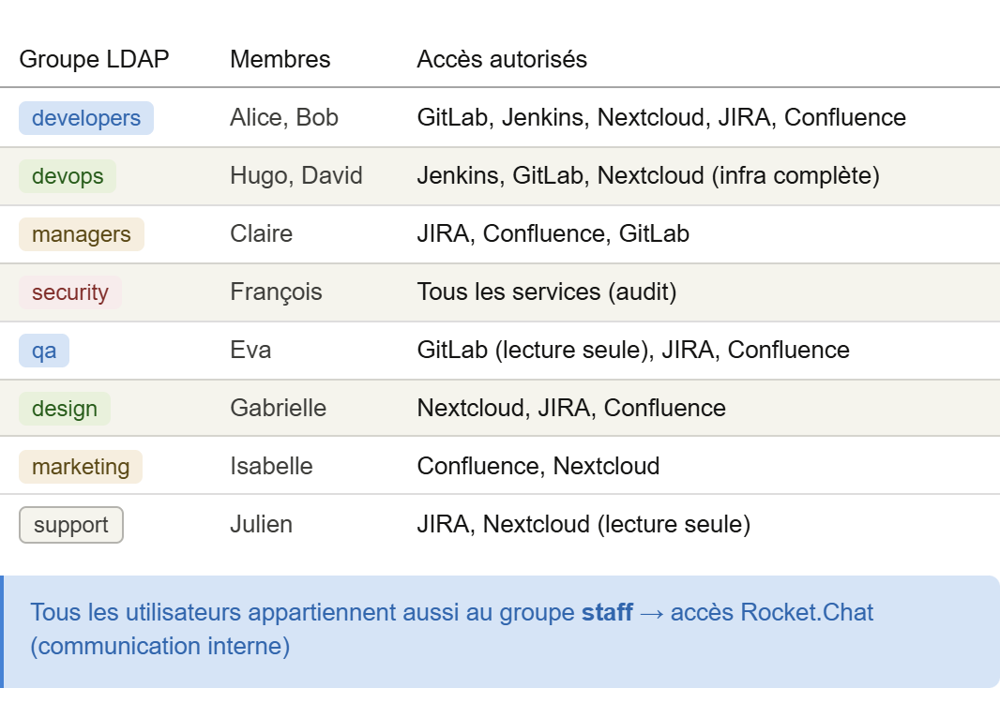 Groupe LDAP Membres Accès autorisés
developers Alice, Bob GitLab, Jenkins, Nextcloud, JIRA, Confluence
devops Hugo, David Jenkins, GitLab, Nextcloud (infra complète)
managers Claire JIRA, Confluence, GitLab
security François Tous les services (audit)
qa Eva GitLab (lecture seule), JIRA, Confluence
design Gabrielle Nextcloud, JIRA, Confluence
marketing Isabelle Confluence, Nextcloud
support Julien JIRA, Nextcloud (lecture seule)
Tous les utilisateurs appartiennent aussi au groupe staff → accès Rocket.Chat
(communication interne)